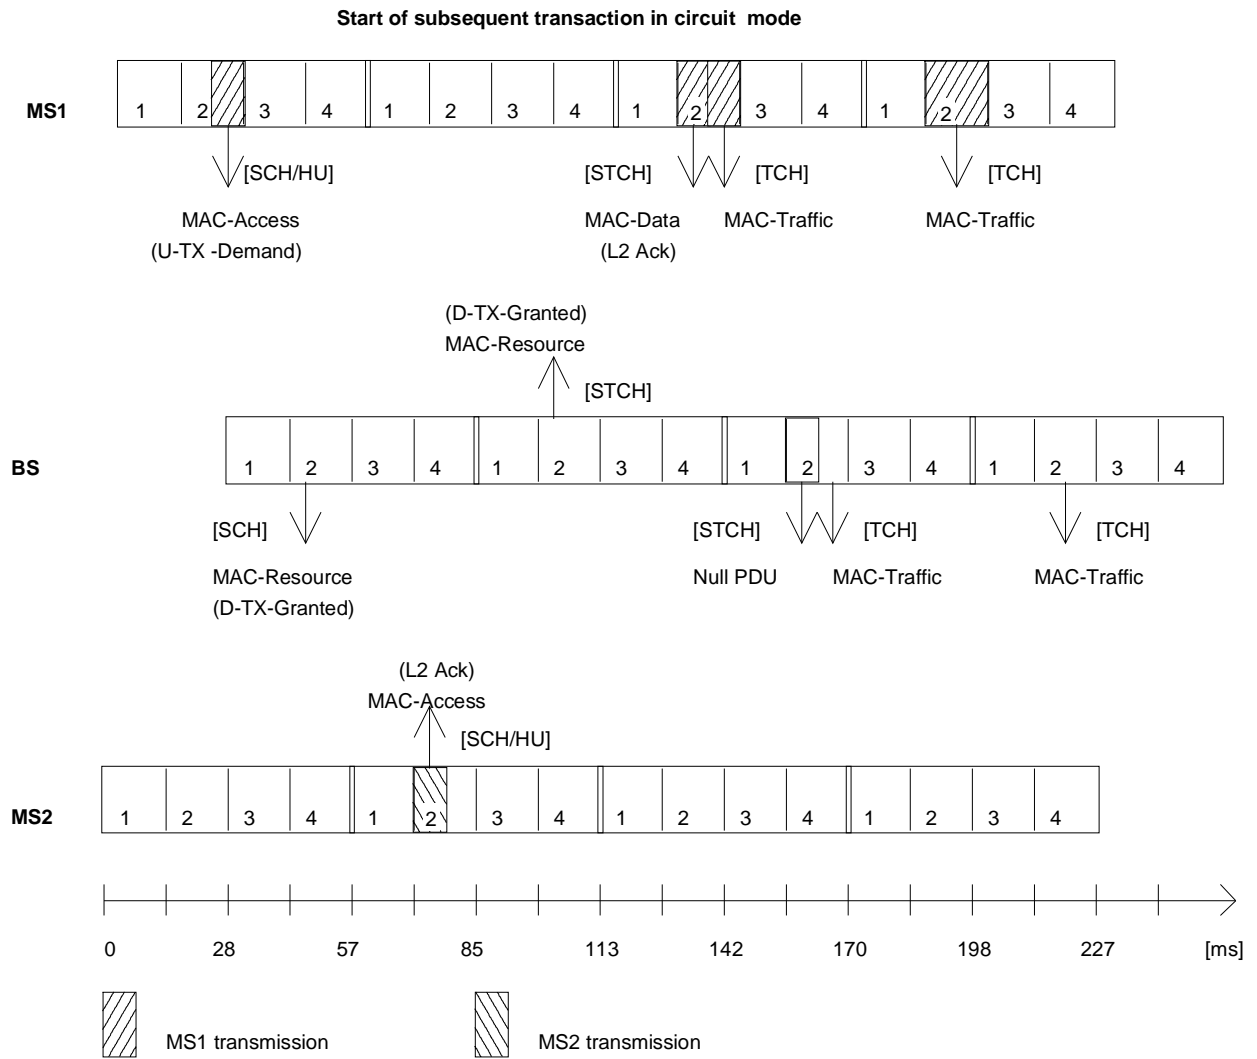 Start of subsequent transaction in circuit mode
MS1
1 2 3 4 1 2 3 4 1 2 3 4 1 2 3 4
[SCH/HU] [STCH] [TCH] [TCH]
MAC-Access MAC-Data MAC-Traffic MAC-Traffic
(U-TX -Demand) (L2 Ack)
(D-TX-Granted)
MAC-Resource
[STCH]
BS
1 2 3 4 1 2 3 4 1 2 3 4 1 2 3 4
[SCH] [STCH] [TCH] [TCH]
MAC-Resource Null PDU MAC-Traffic MAC-Traffic
(D-TX-Granted)
(L2 Ack)
MAC-Access
[SCH/HU]
MS2
1 2 3 4 1 2 3 4 1 2 3 4 1 2 3 4
0 28 57 85 113 142 170 198 227 [ms]
MS1 transmission MS2 transmission